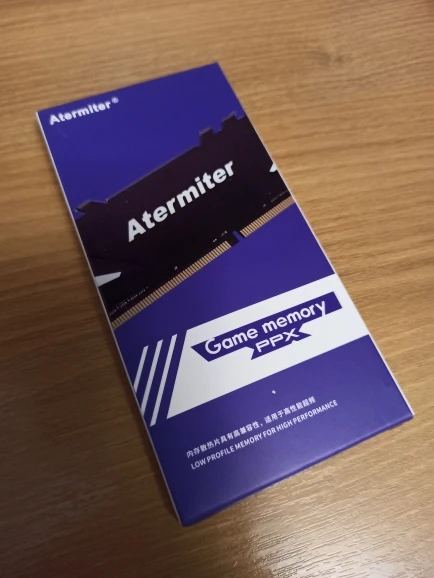 Atermiter®
Atermiter
Game memory
PPX
内存散热片具有高兼容性，适用于高性能超频
LOW PROFILE MEMORY FOR HIGH PERFORMANCE